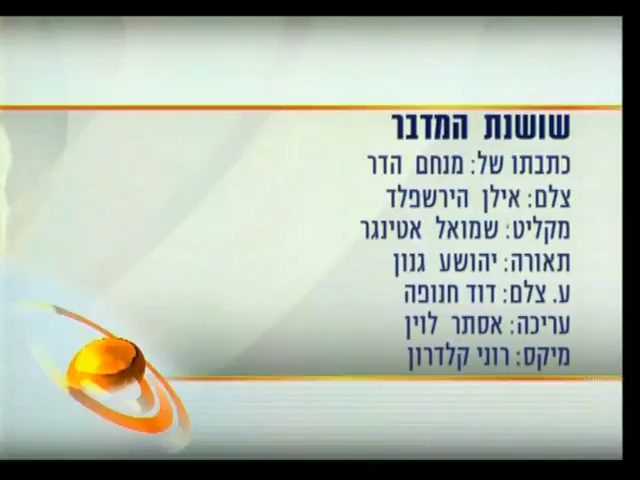 שושנת המדבר
כתבתו של: מנחם הדר
צלם: אילן הירשפלד
מקליט: שמואל אטינגר
תאורה: יהושע גנון
ע. צלם: דוד חנופה
עריכה: אסתר לוין
מיקס: רוני קלדרון